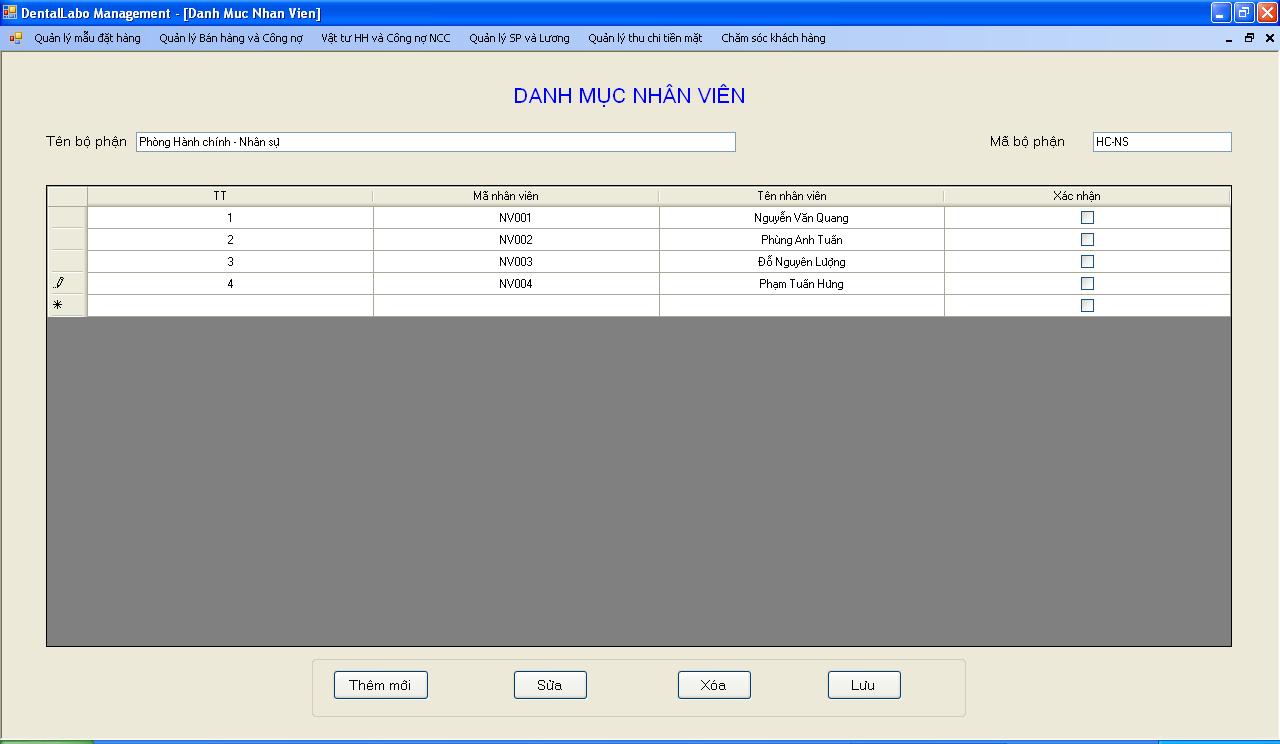 DentalLabo Management - [Danh Muc Nhan Vien]
Quản lý mẫu đặt hàng Quản lý Bán hàng và Công nợ Vật tư HH và Công nợ NCC Quản lý SP và Lương Quản lý thu chi tiền mặt Chăm sóc khách hàng
DANH MỤC NHÂN VIÊN
Tên bộ phận Phòng Hành chính - Nhân sự Mã bộ phận HC-NS
TT Mã nhân viên Tên nhân viên Xác nhận
1 NV001 Nguyễn Văn Quang
2 NV002 Phùng Anh Tuấn
3 NV003 Đỗ Nguyên Lượng
4 NV004 Phạm Tuấn Hưng
Thêm mới Sửa Xóa Lưu